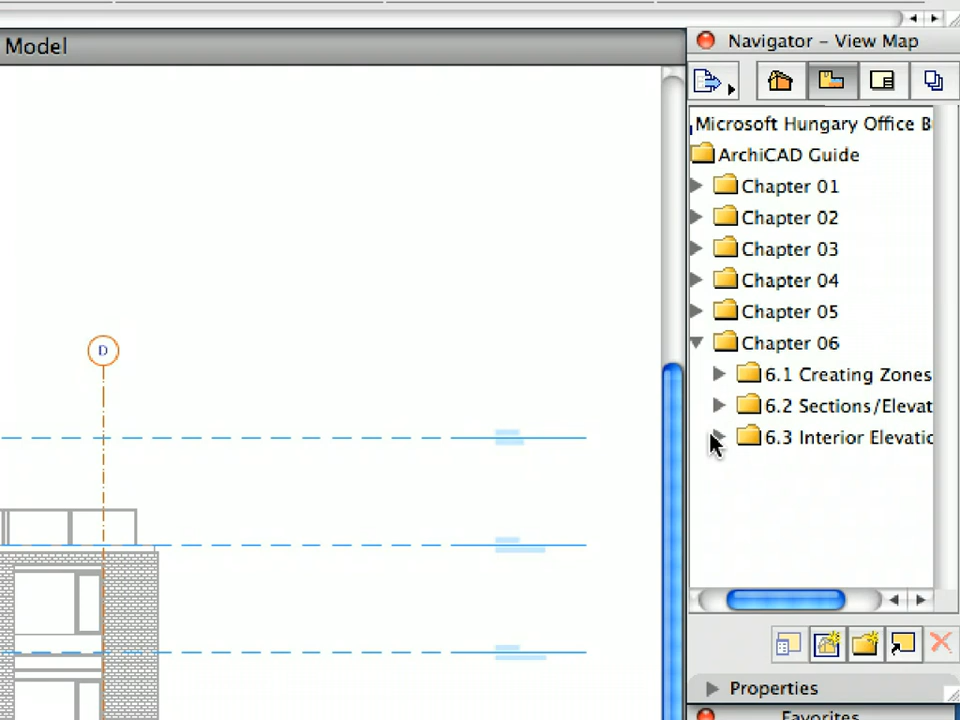 Model
Navigator - View Map
Microsoft Hungary Office B
ArchiCAD Guide
Chapter 01
Chapter 02
Chapter 03
Chapter 04
Chapter 05
Chapter 06
6.1 Creating Zones
6.2 Sections/Elevat
6.3 Interior Elevatio
D
Properties
Favorites